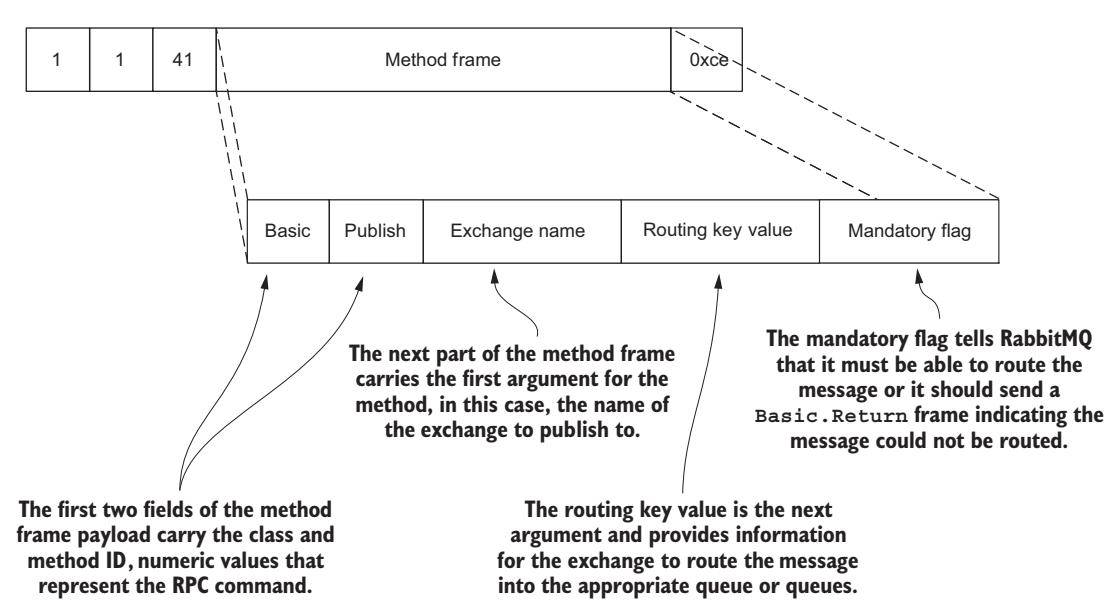 1 1 41 Method frame 0xce
Basic Publish Exchange name Routing key value Mandatory flag
The next part of the method frame
carries the first argument for the
method, in this case, the name of
the exchange to publish to.
The mandatory flag tells RabbitMQ
that it must be able to route the
message or it should send a
Basic.Return frame indicating the
message could not be routed.
The first two fields of the method
frame payload carry the class and
method ID, numeric values that
represent the RPC command.
The routing key value is the next
argument and provides information
for the exchange to route the message
into the appropriate queue or queues.